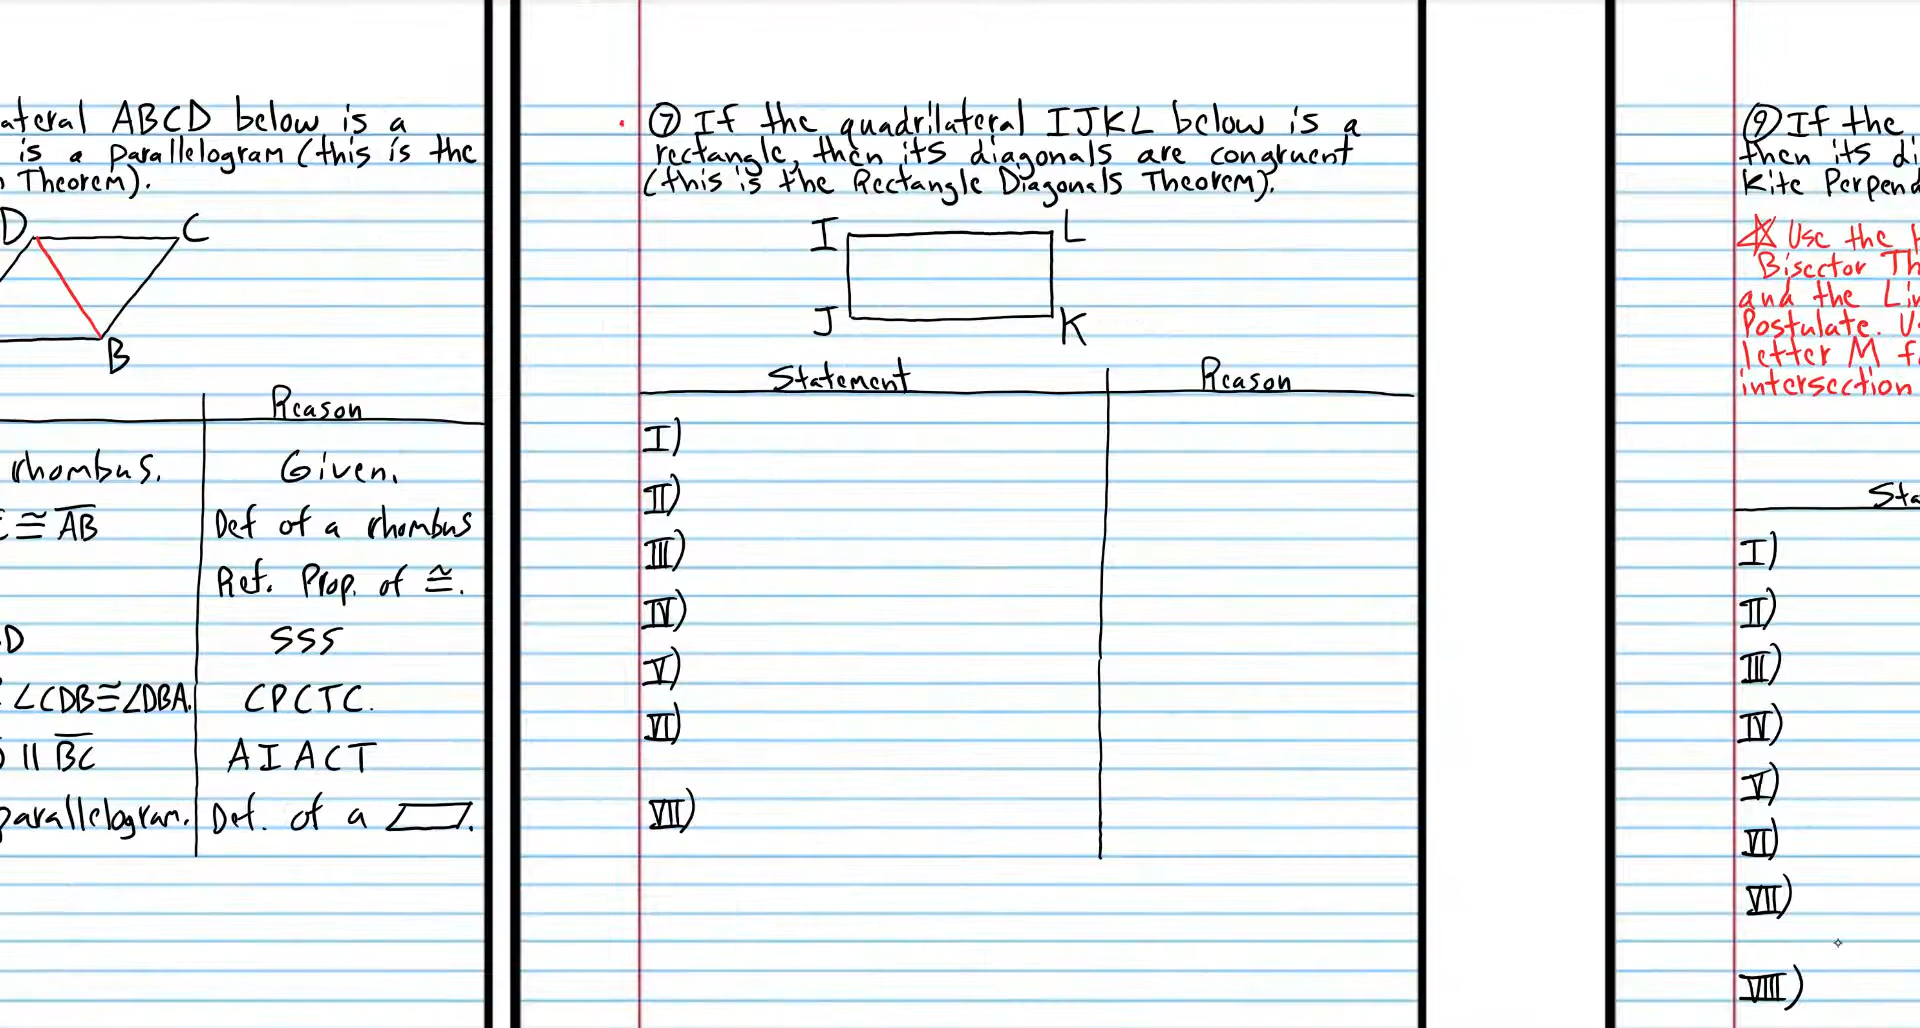 ateral ABCD below is a
is a parallelogram (this is the
Theorem).
D
C
B
Reason
rhombus. Given.
≅ AB Def of a rhombus
Ref. Prop. of ≅.
D SSS
∠CDB≅∠DBA. CPCTC.
|| BC AIACT
parallelogram. Def. of a ▱.
⑦ If the quadrilateral IJKL below is a
rectangle, then its diagonals are congruent
(this is the Rectangle Diagonals Theorem).
I
L
J
K
Statement Reason
I)
II)
III)
IV)
V)
VI)
VII)
⑨ If the
then its di
Kite Perpend
☆ Use the
Bisector Th
and the Lin
Postulate. U
letter M f
intersection
Sta
I)
II)
III)
IV)
V)
VI)
VII)
VIII)